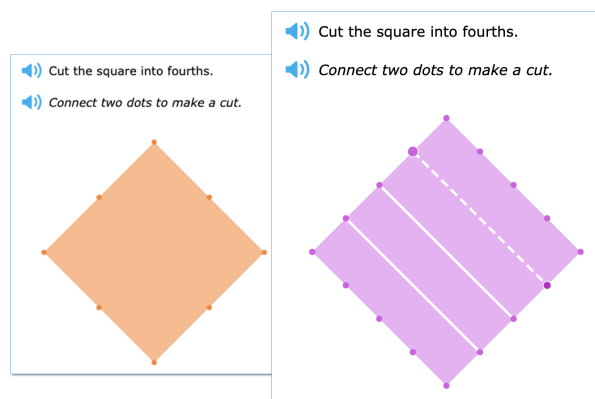 Cut the square into fourths.
Connect two dots to make a cut.
Cut the square into fourths.
Connect two dots to make a cut.